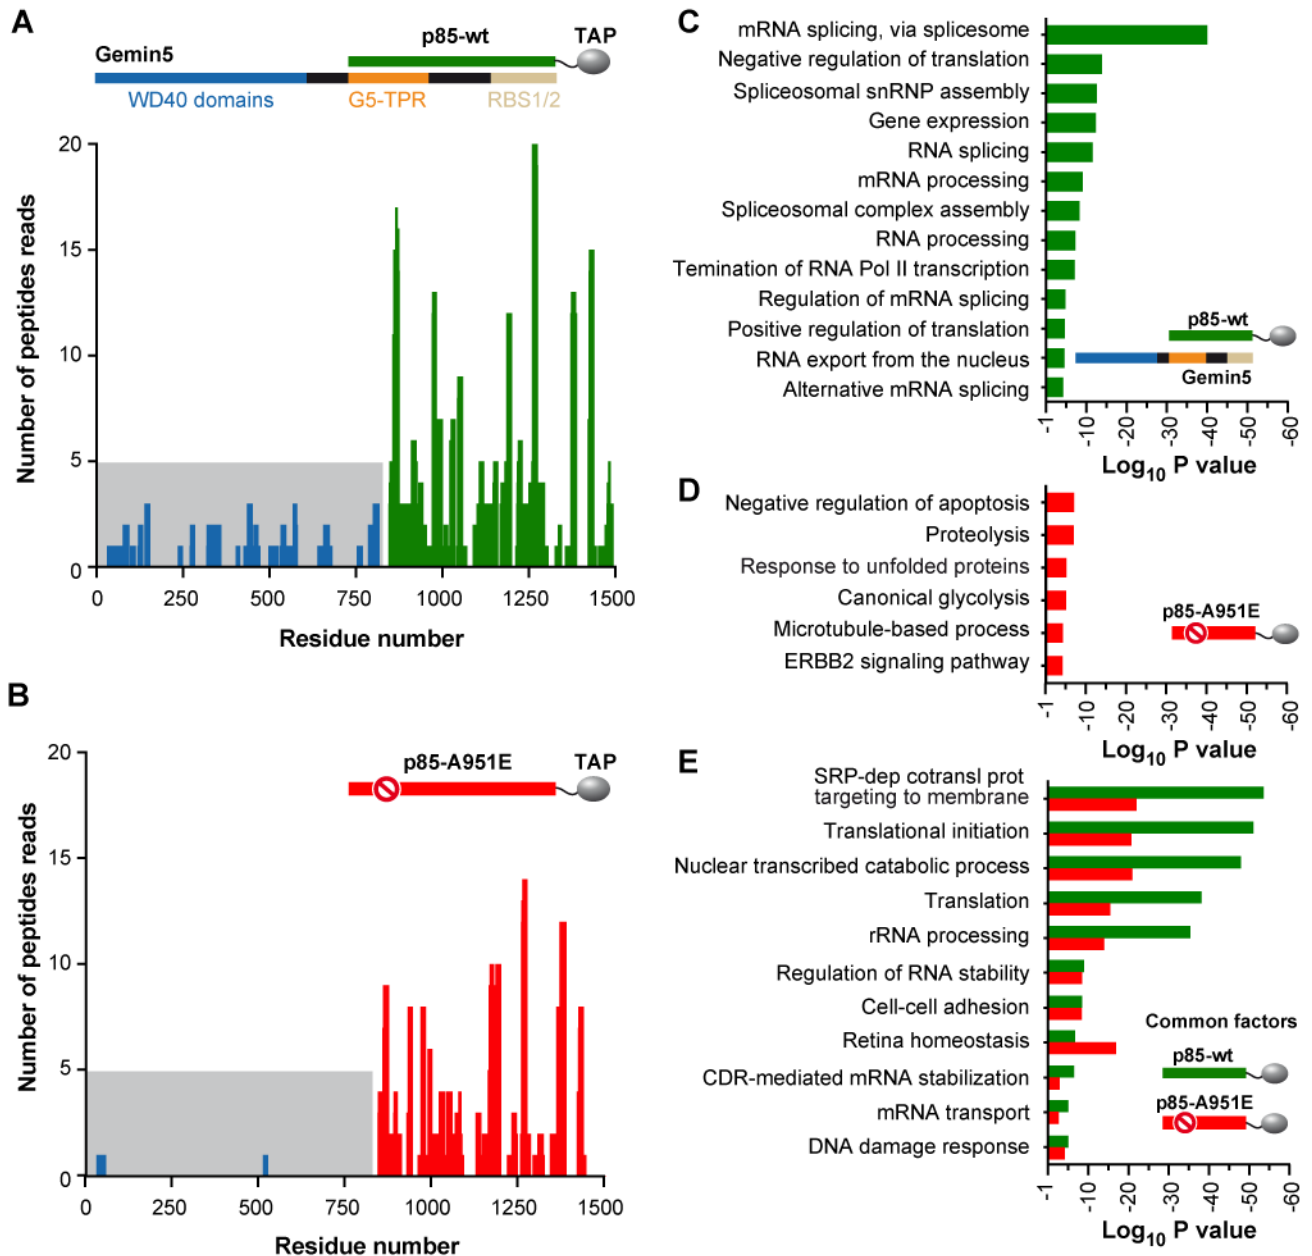 A
p85-wt
TAP
Gemin5
WD40 domains
G5-TPR
RBS1/2
Number of peptides reads
20
15
10
5
0
0
250
500
750
1000
1250
1500
Residue number
B
p85-A951E
TAP
Number of peptides reads
20
15
10
5
0
0
250
500
750
1000
1250
1500
Residue number
C
mRNA splicing, via splicesome
Negative regulation of translation
Spliceosomal snRNP assembly
Gene expression
RNA splicing
mRNA processing
Spliceosomal complex assembly
RNA processing
Temination of RNA Pol II transcription
Regulation of mRNA splicing
Positive regulation of translation
RNA export from the nucleus
Alternative mRNA splicing
p85-wt
Gemin5
-1
-10
-20
-30
-40
-50
-60
Log10 P value
D
Negative regulation of apoptosis
Proteolysis
Response to unfolded proteins
Canonical glycolysis
Microtubule-based process
ERBB2 signaling pathway
p85-A951E
-1
-10
-20
-30
-40
-50
-60
Log10 P value
E
SRP-dep cotransl prot
targeting to membrane
Translational initiation
Nuclear transcribed catabolic process
Translation
rRNA processing
Regulation of RNA stability
Cell-cell adhesion
Retina homeostasis
CDR-mediated mRNA stabilization
mRNA transport
DNA damage response
Common factors
p85-wt
p85-A951E
-1
-10
-20
-30
-40
-50
-60
Log10 P value